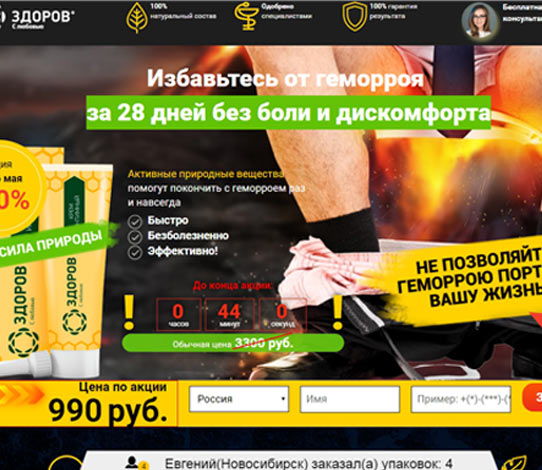 ЗДОРОВ®
С любовью
100%
натуральный состав
Одобрено
специалистами
100% гарантия
результата
Избавьтесь от геморроя
за 28 дней без боли и дискомфорта
Активные природные вещества
помогут покончить с геморроем раз
и навсегда
Быстро
Безболезненно
Эффективно!
мая
0%
СИЛА ПРИРОДЫ
ЗДОРОВ
ЗДОРОВ
До конца акции:
0 44 0
часов минут секунд
Обычная цена 3300 руб.
НЕ ПОЗВОЛЯЙТ
ГЕМОРРОЮ ПОРТ
ВАШУ ЖИЗНЬ
Цена по акции
990 руб.
Россия
Имя
Пример: +(*)-(***)-(*
Евгений(Новосибирск) заказал(а) упаковок: 4